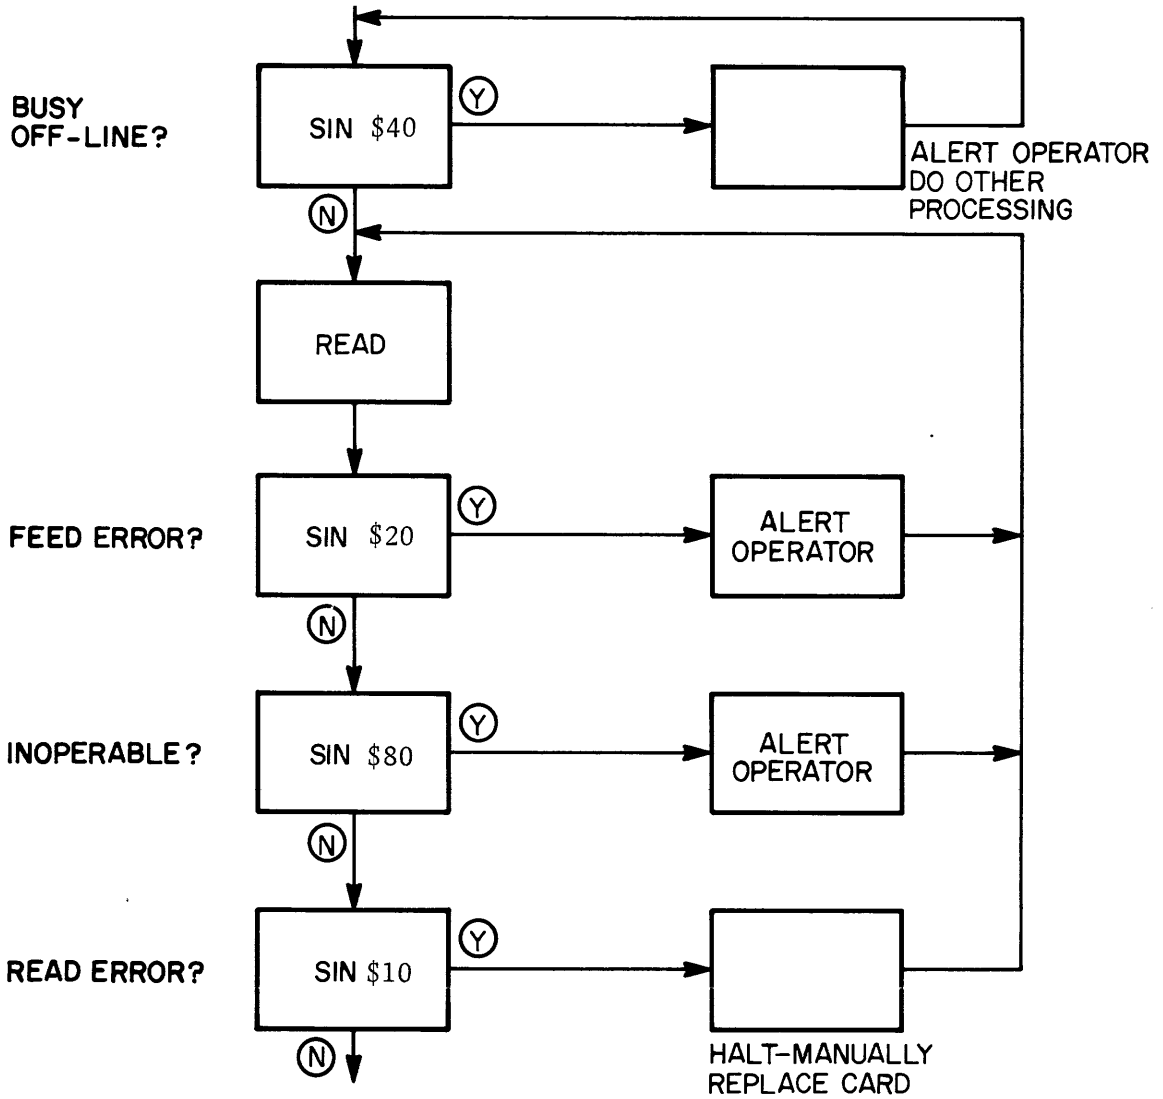 BUSY
OFF-LINE?
SIN $40
Y
ALERT OPERATOR
DO OTHER
PROCESSING
N
READ
FEED ERROR?
SIN $20
Y
ALERT
OPERATOR
N
INOPERABLE?
SIN $80
Y
ALERT
OPERATOR
N
READ ERROR?
SIN $10
Y
HALT-MANUALLY
REPLACE CARD
N